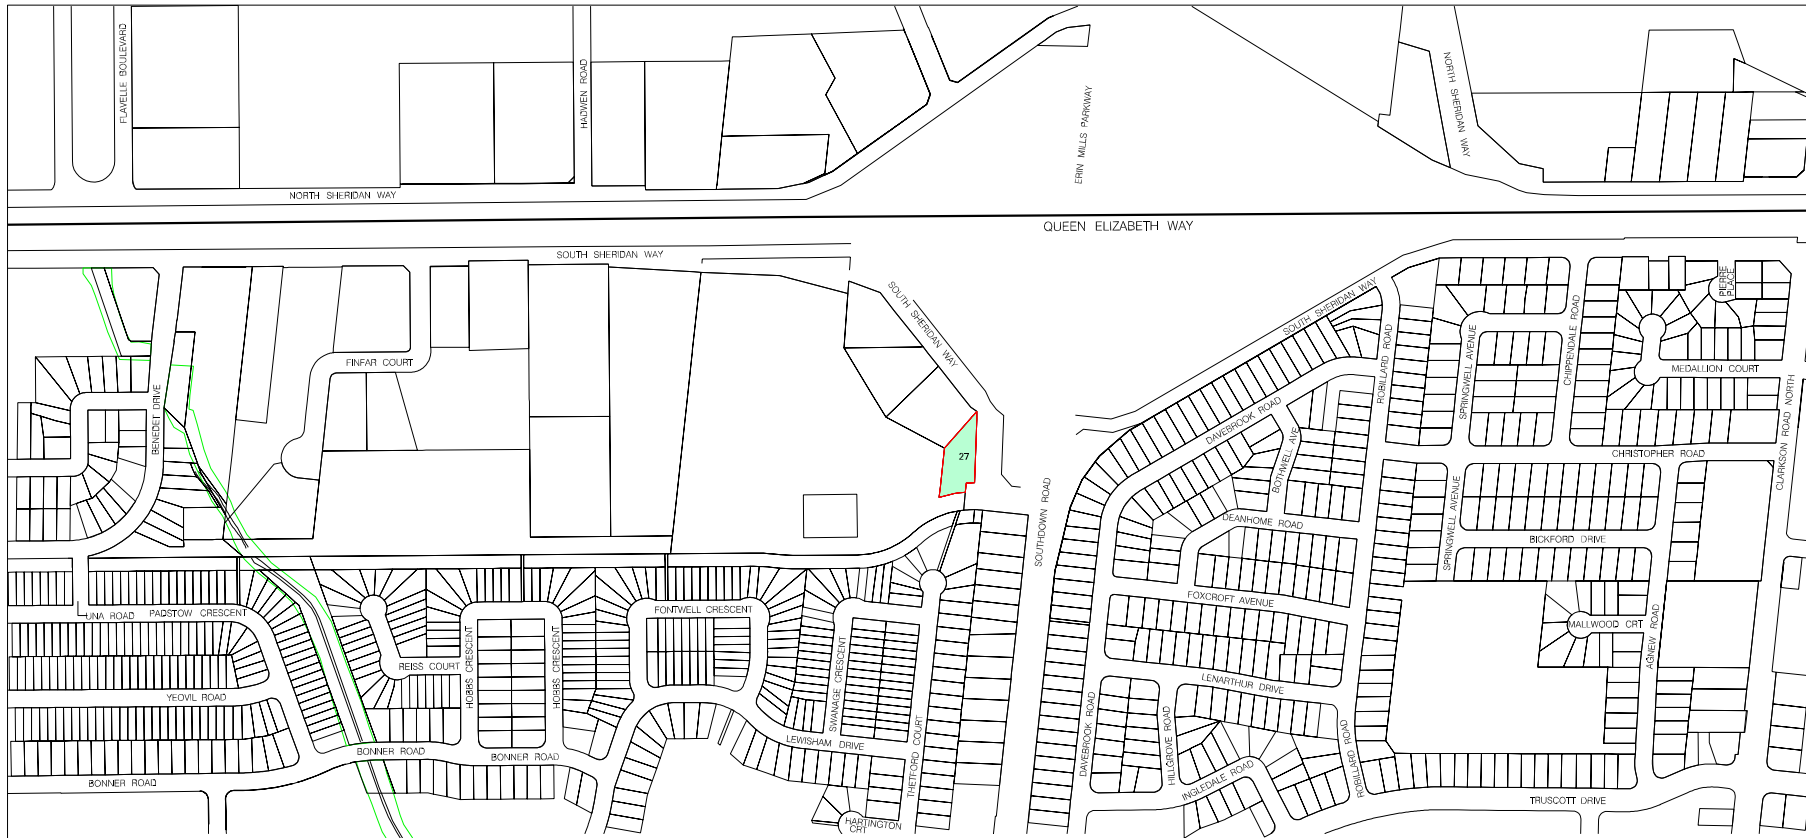 FLAVELLE BOULEVARD
HADWEN ROAD
ERIN MILLS PARKWAY
NORTH SHERIDAN WAY
NORTH SHERIDAN WAY
QUEEN ELIZABETH WAY
SOUTH SHERIDAN WAY
SOUTH SHERIDAN WAY
SOUTH SHERIDAN WAY
PIERRE
PLACE
BENEDET DRIVE
FINFAR COURT
ROBILLARD ROAD
SPRINGWELL AVENUE
CHIPPENDALE ROAD
MEDALLION COURT
CLARKSON ROAD NORTH
DAVEBROOK ROAD
BOTHWELL AVE
27
CHRISTOPHER ROAD
SOUTHDOWN ROAD
DEANHOME ROAD
SPRINGWELL AVENUE
BICKFORD DRIVE
UNA ROAD
PADSTOW CRESCENT
FONTWELL CRESCENT
FOXCROFT AVENUE
MALLWOOD CRT
AGNEW ROAD
REISS COURT
HOBBS CRESCENT
HOBBS CRESCENT
SWANAGE CRESCENT
YEOVIL ROAD
LENARTHUR DRIVE
BONNER ROAD
BONNER ROAD
BONNER ROAD
LEWISHAM DRIVE
THETFORD COURT
DAVEBROOK ROAD
HILLGROVE ROAD
INGLEDALE ROAD
ROBILLARD ROAD
TRUSCOTT DRIVE
HARTINGTON
CRT